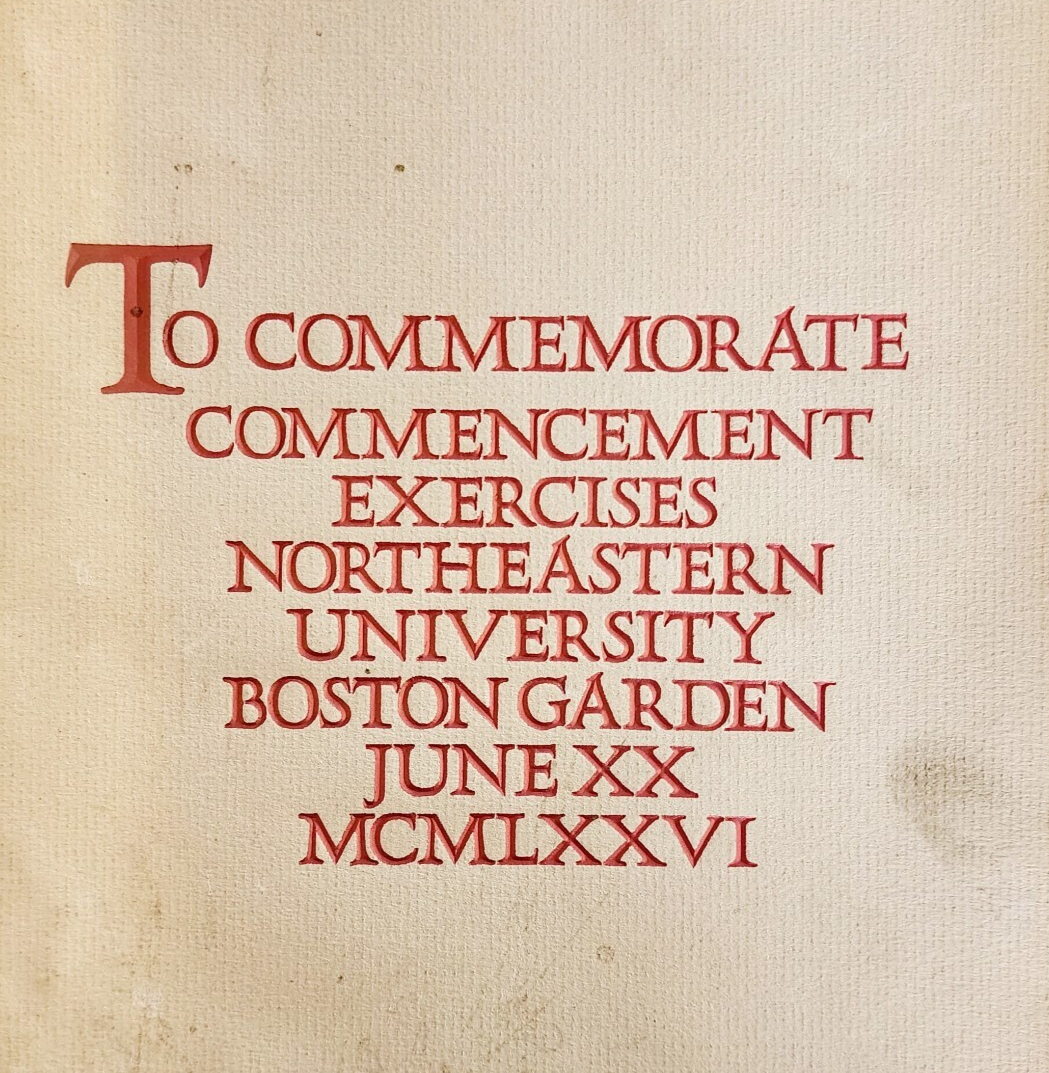 To COMMEMORATE
COMMENCEMENT
EXERCISES
NORTHEASTERN
UNIVERSITY
BOSTON GARDEN
JUNE XX
MCMLXXVI